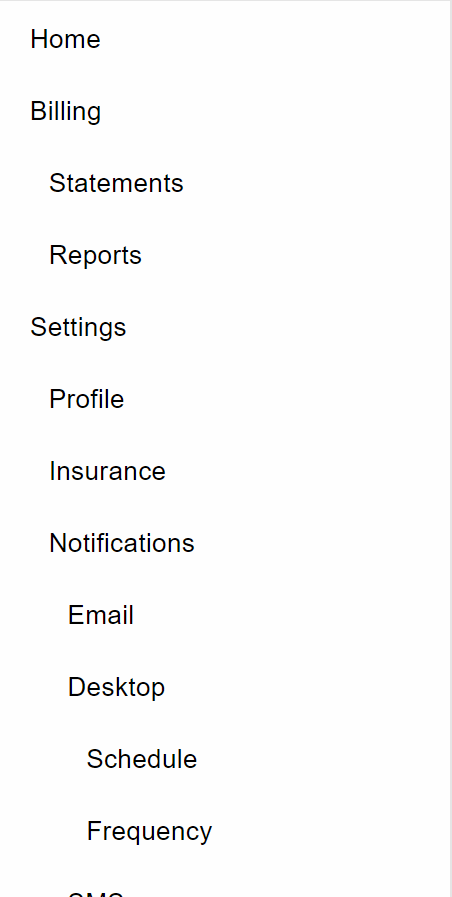 Home
Billing
Statements
Reports
Settings
Profile
Insurance
Notifications
Email
Desktop
Schedule
Frequency